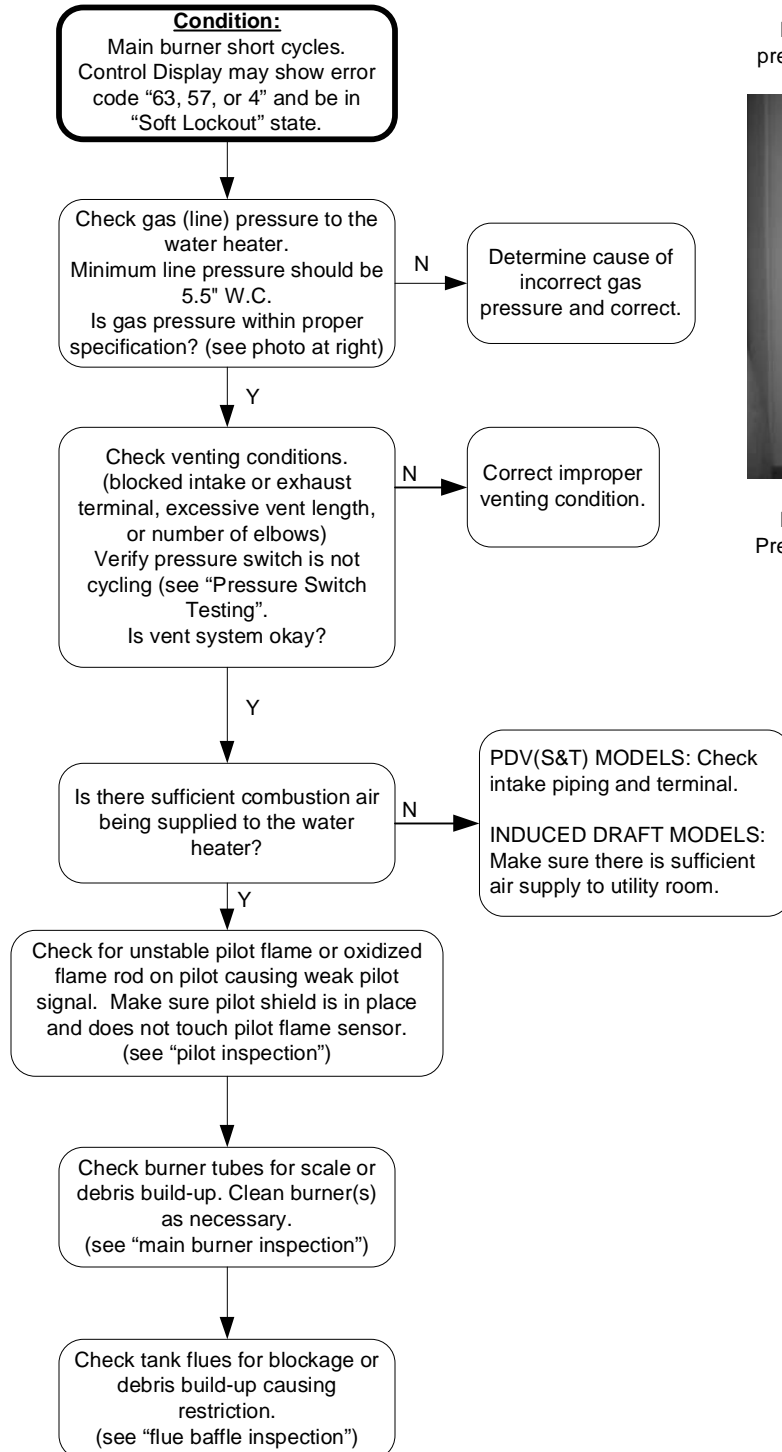 Condition:
Main burner short cycles.
Control Display may show error
code “63, 57, or 4” and be in
“Soft Lockout” state.
Check gas (line) pressure to the
water heater.
Minimum line pressure should be
5.5" W.C.
Is gas pressure within proper
specification? (see photo at right)
N
Determine cause of
incorrect gas
pressure and correct.
Y
Check venting conditions.
(blocked intake or exhaust
terminal, excessive vent length,
or number of elbows)
Verify pressure switch is not
cycling (see “Pressure Switch
Testing”.
Is vent system okay?
N
Correct improper
venting condition.
Y
Is there sufficient combustion air
being supplied to the water
heater?
N
PDV(S&T) MODELS: Check
intake piping and terminal.
INDUCED DRAFT MODELS:
Make sure there is sufficient
air supply to utility room.
Y
Check for unstable pilot flame or oxidized
flame rod on pilot causing weak pilot
signal.  Make sure pilot shield is in place
and does not touch pilot flame sensor.
(see “pilot inspection”)
Check burner tubes for scale or
debris build-up. Clean burner(s)
as necessary.
(see “main burner inspection”)
Check tank flues for blockage or
debris build-up causing
restriction.
(see “flue baffle inspection”)